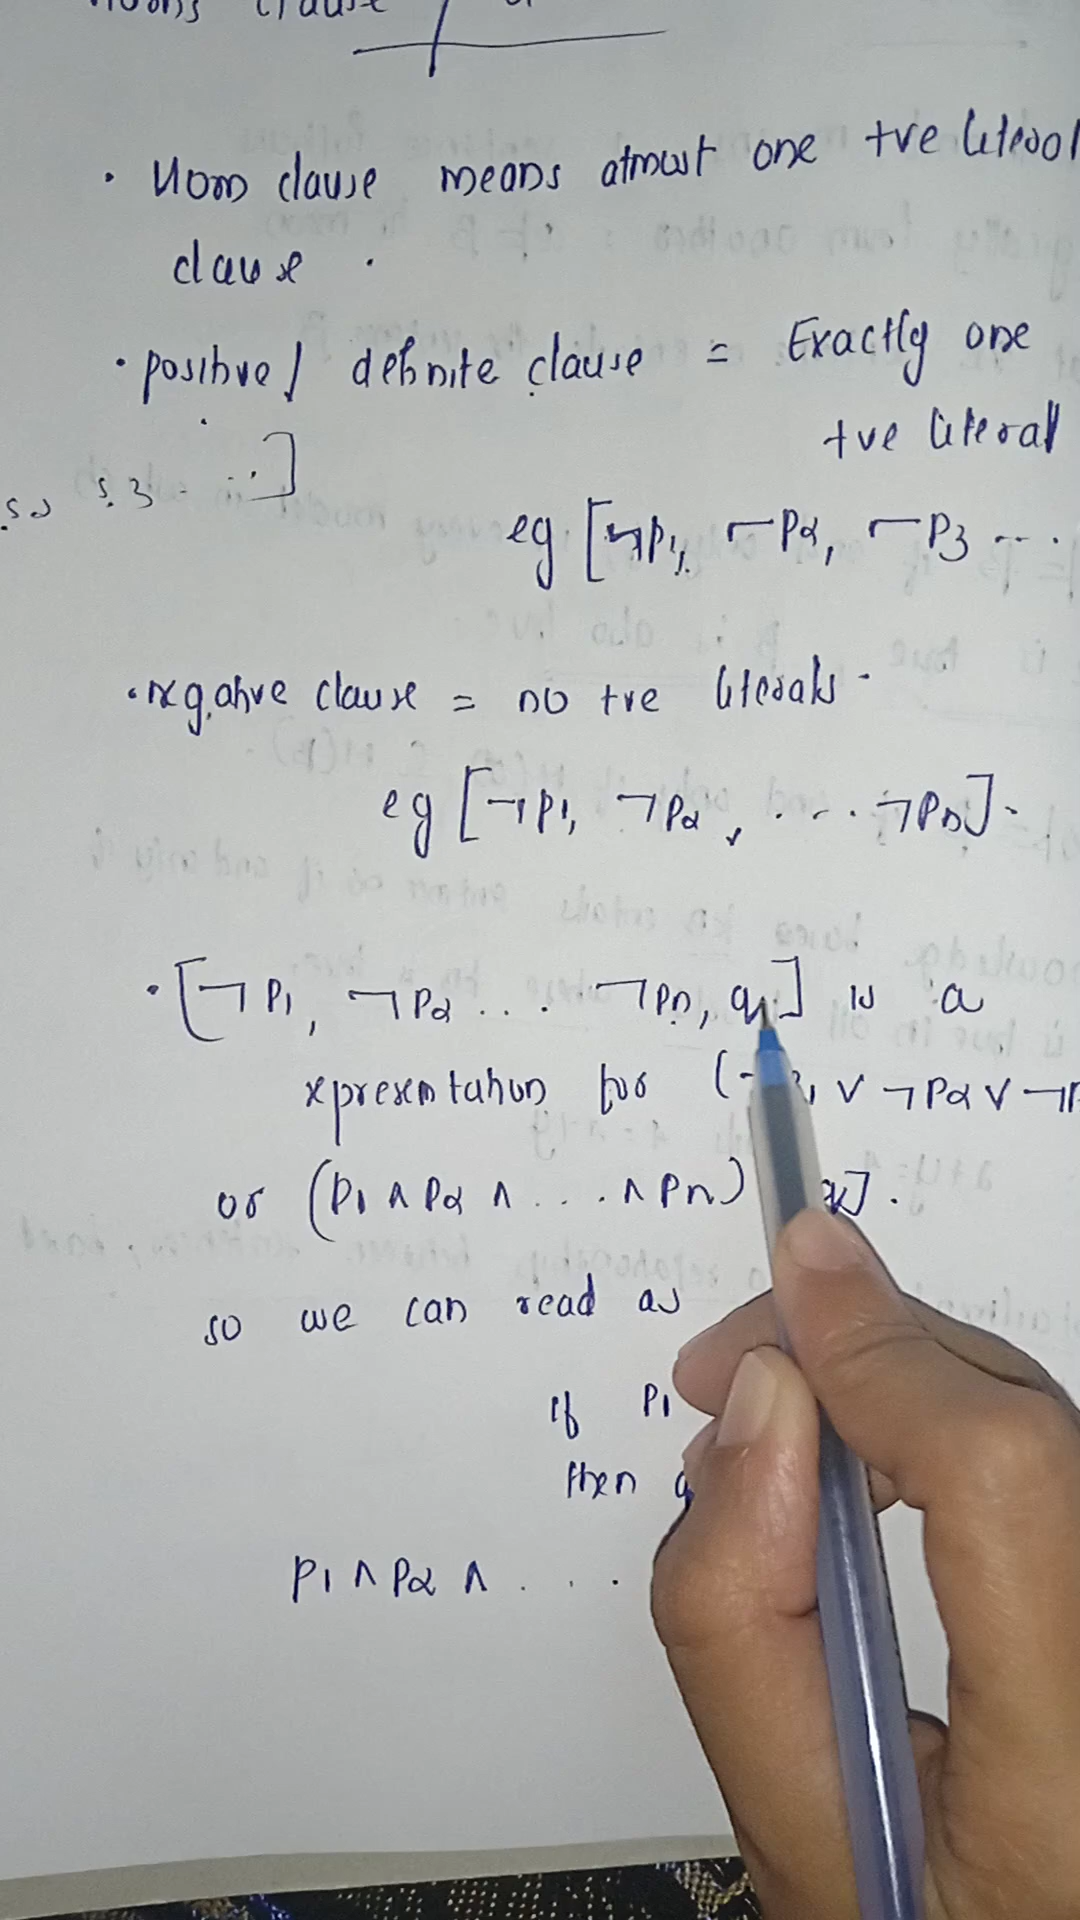 clause
• Horn clause means atmost one +ve literal
clause .
• positive / definite clause = Exactly one
+ve literal
eg [¬P1, ¬P2, ¬P3 ...
• negative clause = no +ve literals.
eg [¬P1, ¬P2, .... ¬Pn].
• [¬P1, ¬P2 ... ¬Pn, q] is a
representation for (¬ ∨ ¬P2 ∨ ¬P
or (P1 ∧ P2 ∧ ... ∧ Pn) q].
so we can read as
if P1
then q
P1 ∧ P2 ∧ . . .